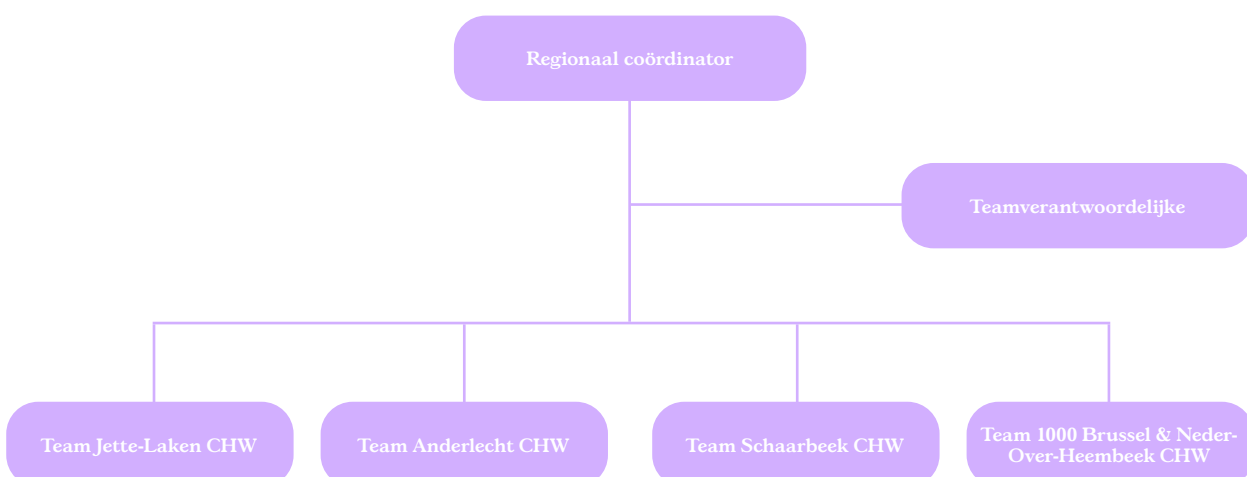 Regionaal coördinator
Teamverantwoordelijke
Team Jette-Laken CHW
Team Anderlecht CHW
Team Schaarbeek CHW
Team 1000 Brussel & Neder-
Over-Heembeek CHW